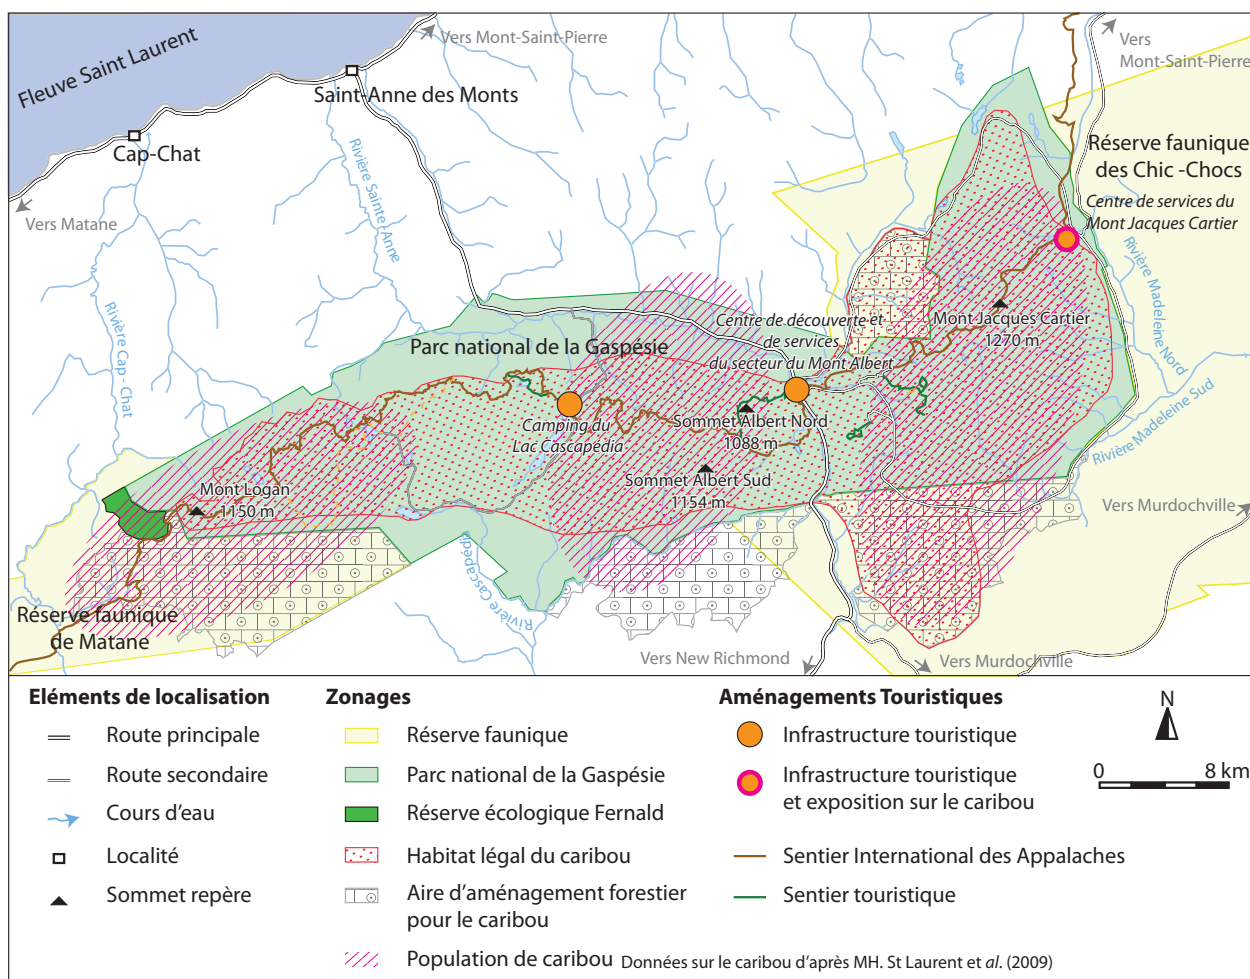 Fleuve Saint Laurent
Vers Mont-Saint-Pierre
Vers
Mont-Saint-Pierre
Saint-Anne des Monts
Cap-Chat
Vers Matane
Rivière Sainte-Anne
Rivière Cap - Chat
Réserve faunique
des Chic -Chocs
Centre de services du
Mont Jacques Cartier
Rivière Madeleine Nord
Rivière Madeleine Sud
Mont Jacques Cartier
1270 m
Centre de découverte et
de services
du secteur du Mont Albert
Parc national de la Gaspésie
Camping du
Lac Cascapédia
Sommet Albert Nord
1088 m
Sommet Albert Sud
1154 m
Mont Logan
1150 m
Rivière Cascapédia
Réserve faunique
de Matane
Vers Murdochville
Vers New Richmond
Vers Murdochville
Eléments de localisation
Route principale
Route secondaire
Cours d'eau
Localité
Sommet repère
Zonages
Réserve faunique
Parc national de la Gaspésie
Réserve écologique Fernald
Habitat légal du caribou
Aire d'aménagement forestier
pour le caribou
Population de caribou
Aménagements Touristiques
Infrastructure touristique
Infrastructure touristique
et exposition sur le caribou
Sentier International des Appalaches
Sentier touristique
N
0 8 km
Données sur le caribou d'après MH. St Laurent et al. (2009)